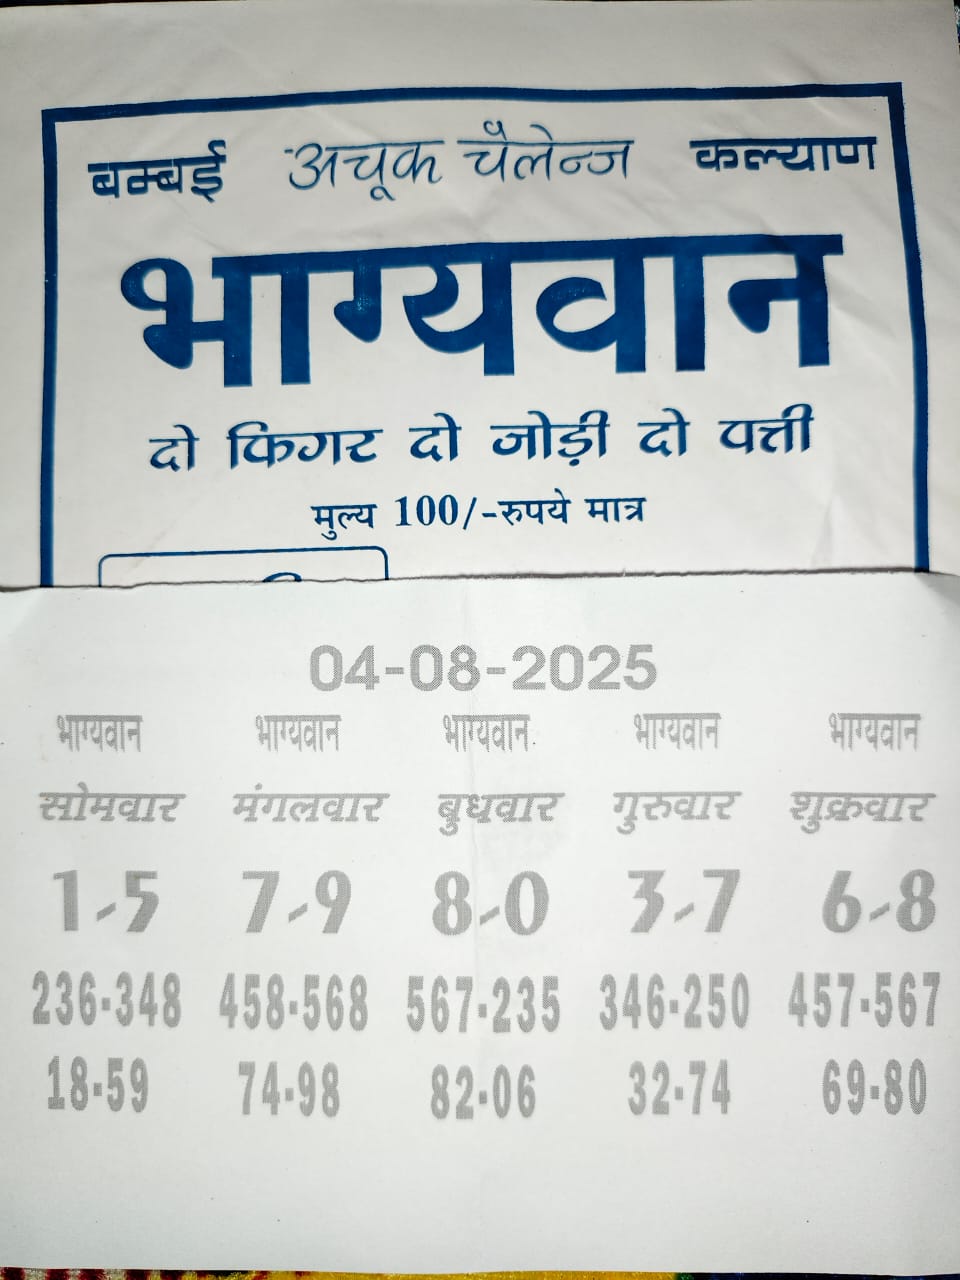 बम्बई अचूक चैलेन्ज कल्याण
भाग्यवान
दो फिगर दो जोड़ी दो पत्ती
मुल्य 100/-रुपये मात्र
04-08-2025
भाग्यवान भाग्यवान भाग्यवान भाग्यवान भाग्यवान
सोमवार मंगलवार बुधवार गुरुवार शुक्रवार
1-5 7-9 8-0 3-7 6-8
236-348 458-568 567-235 346-250 457-567
18-59 74-98 82-06 32-74 69-80